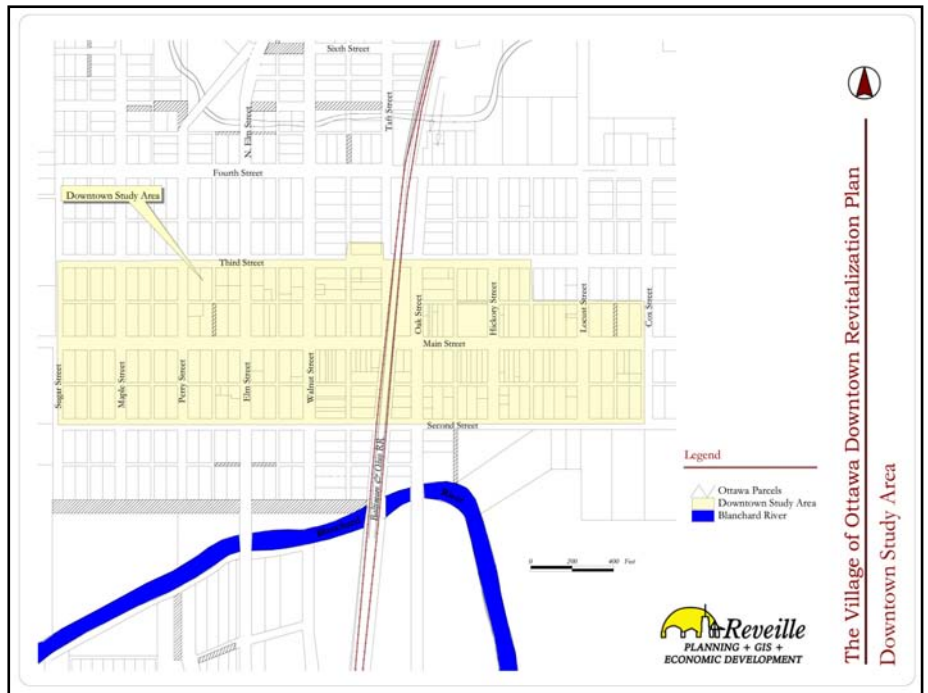 Sixth Street
Taft Street
N. Elm Street
Fourth Street
Downtown Study Area
Third Street
Oak Street
Hickory Street
Locust Street
Cox Street
Main Street
Sugar Street
Maple Street
Perry Street
Elm Street
Walnut Street
Second Street
Baltimore & Ohio RR
Legend
Ottawa Parcels
Downtown Study Area
Blanchard River
0 200 400 Feet
Reveille
PLANNING + GIS +
ECONOMIC DEVELOPMENT
The Village of Ottawa Downtown Revitalization Plan
Downtown Study Area